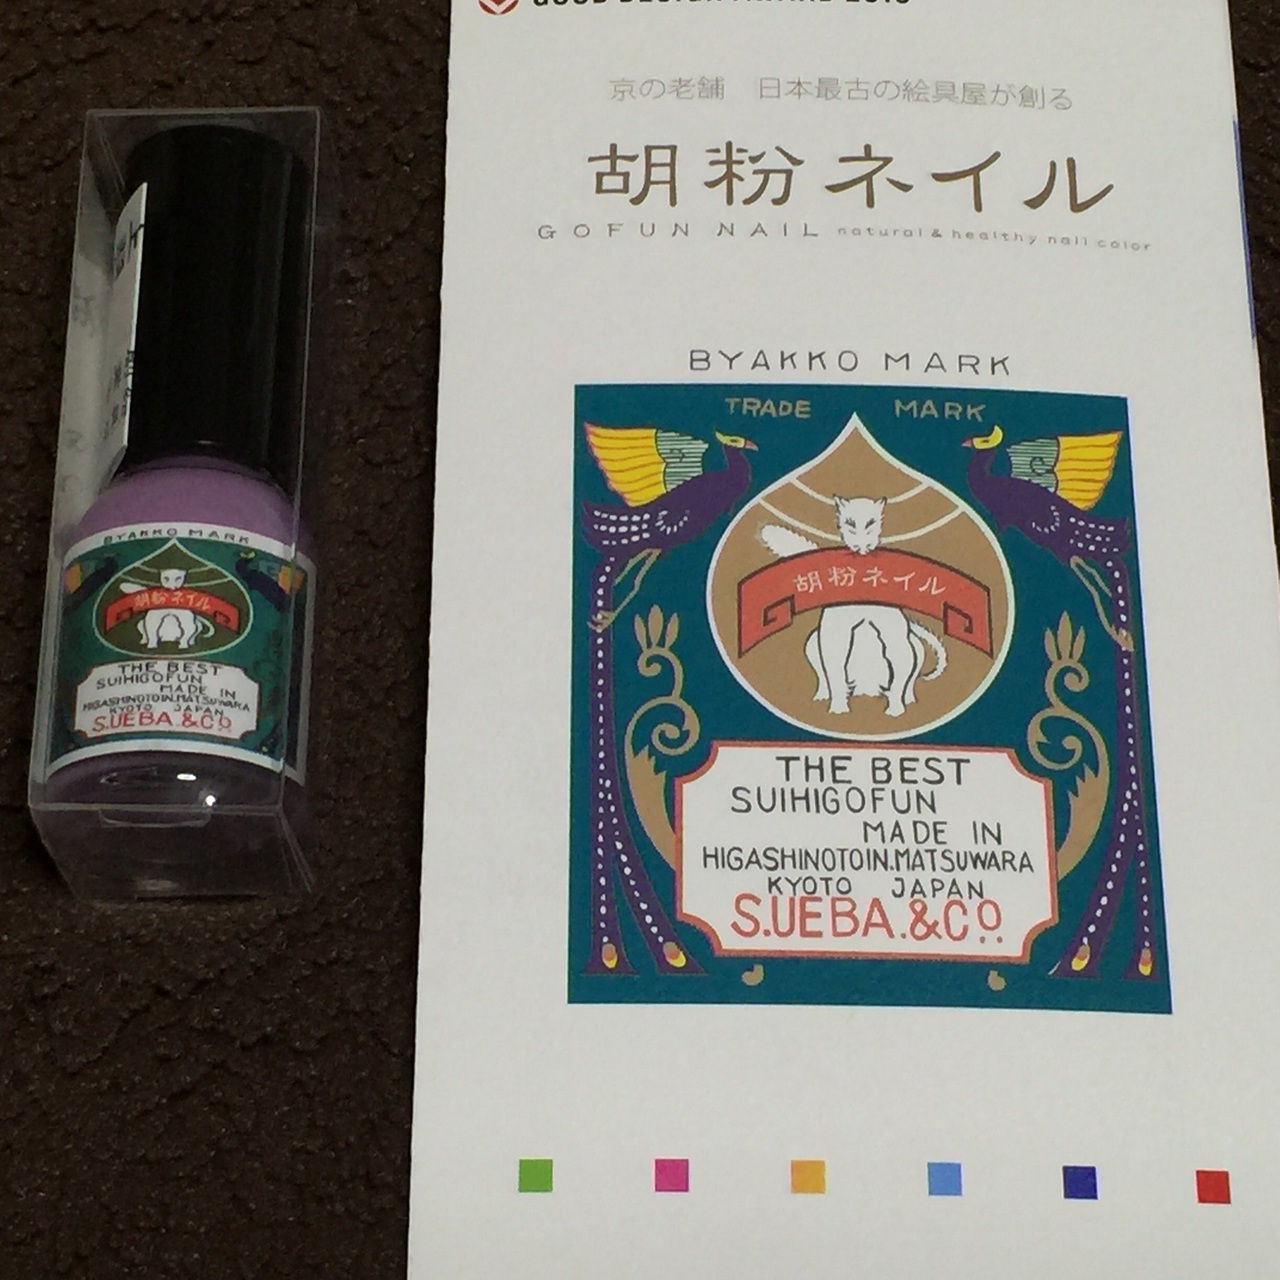 京の老舗 日本最古の絵具屋が創る
胡粉ネイル
GOFUN NAIL natural & healthy nail color
BYAKKO MARK
TRADE MARK
胡粉ネイル
THE BEST
SUIHIGOFUN
MADE IN
HIGASHINOTOIN.MATSUWARA
KYOTO JAPAN
S.UEBA.&Co.
BYAKKO MARK
胡粉ネイル
THE BEST
SUIHIGOFUN
MADE IN
HIGASHINOTOIN.MATSUWARA
KYOTO JAPAN
S.UEBA.&Co.